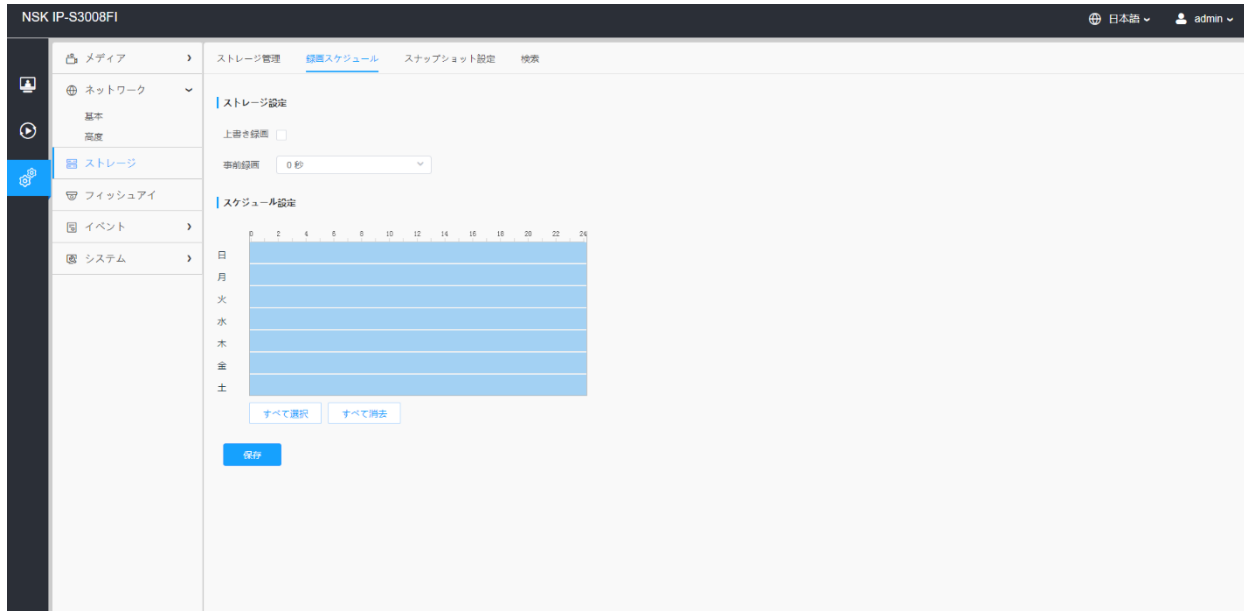 NSK IP-S3008FI
日本語
admin
メディア
ネットワーク
基本
高度
ストレージ
フィッシュアイ
イベント
システム
ストレージ管理 録画スケジュール スナップショット設定 検索
ストレージ設定
上書き録画
事前録画 0 秒
スケジュール設定
0 2 4 6 8 10 12 14 16 18 20 22 24
日
月
火
水
木
金
土
すべて選択 すべて消去
保存